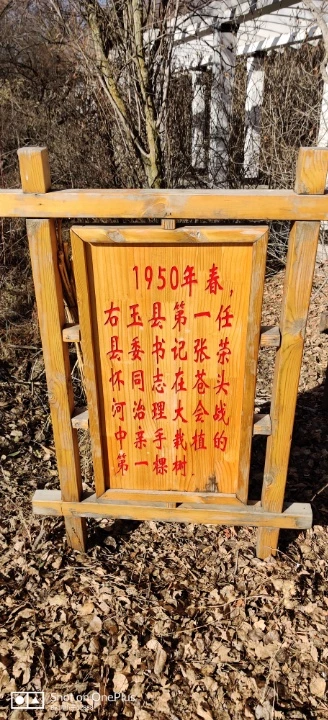 1950年春，
右玉县第一任
县委书记张荣
怀同志在苍头
河治理大会战
中亲手栽植的
第一棵树.
Shot on OnePlus